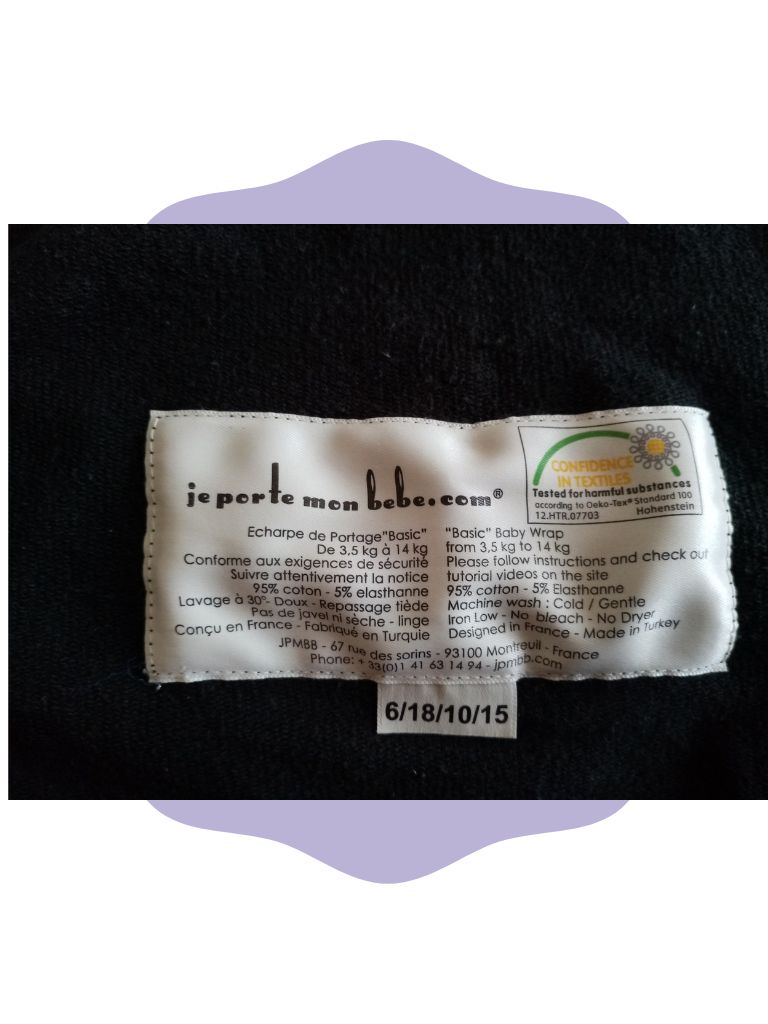 je porte mon bebe.com®
CONFIDENCE
IN TEXTILES
Tested for harmful substances
according to Oeko-Tex® Standard 100
12.HTR.07703 Hohenstein
Echarpe de Portage"Basic"
De 3,5 kg à 14 kg
Conforme aux exigences de sécurité
Suivre attentivement la notice
95% coton - 5% elasthanne
Lavage à 30°- Doux - Repassage tiède
Pas de javel ni sèche - linge
Conçu en France - Fabriqué en Turquie
"Basic" Baby Wrap
from 3,5 kg to 14 kg
Please follow instructions and check out
tutorial videos on the site
95% cotton - 5% Elasthanne
Machine wash : Cold / Gentle
Iron Low - No bleach - No Dryer
Designed in France - Made in Turkey
JPMBB - 67 rue des sorins - 93100 Montreuil - France
Phone: + 33(0)1 41 63 14 94 - jpmbb.com
6/18/10/15